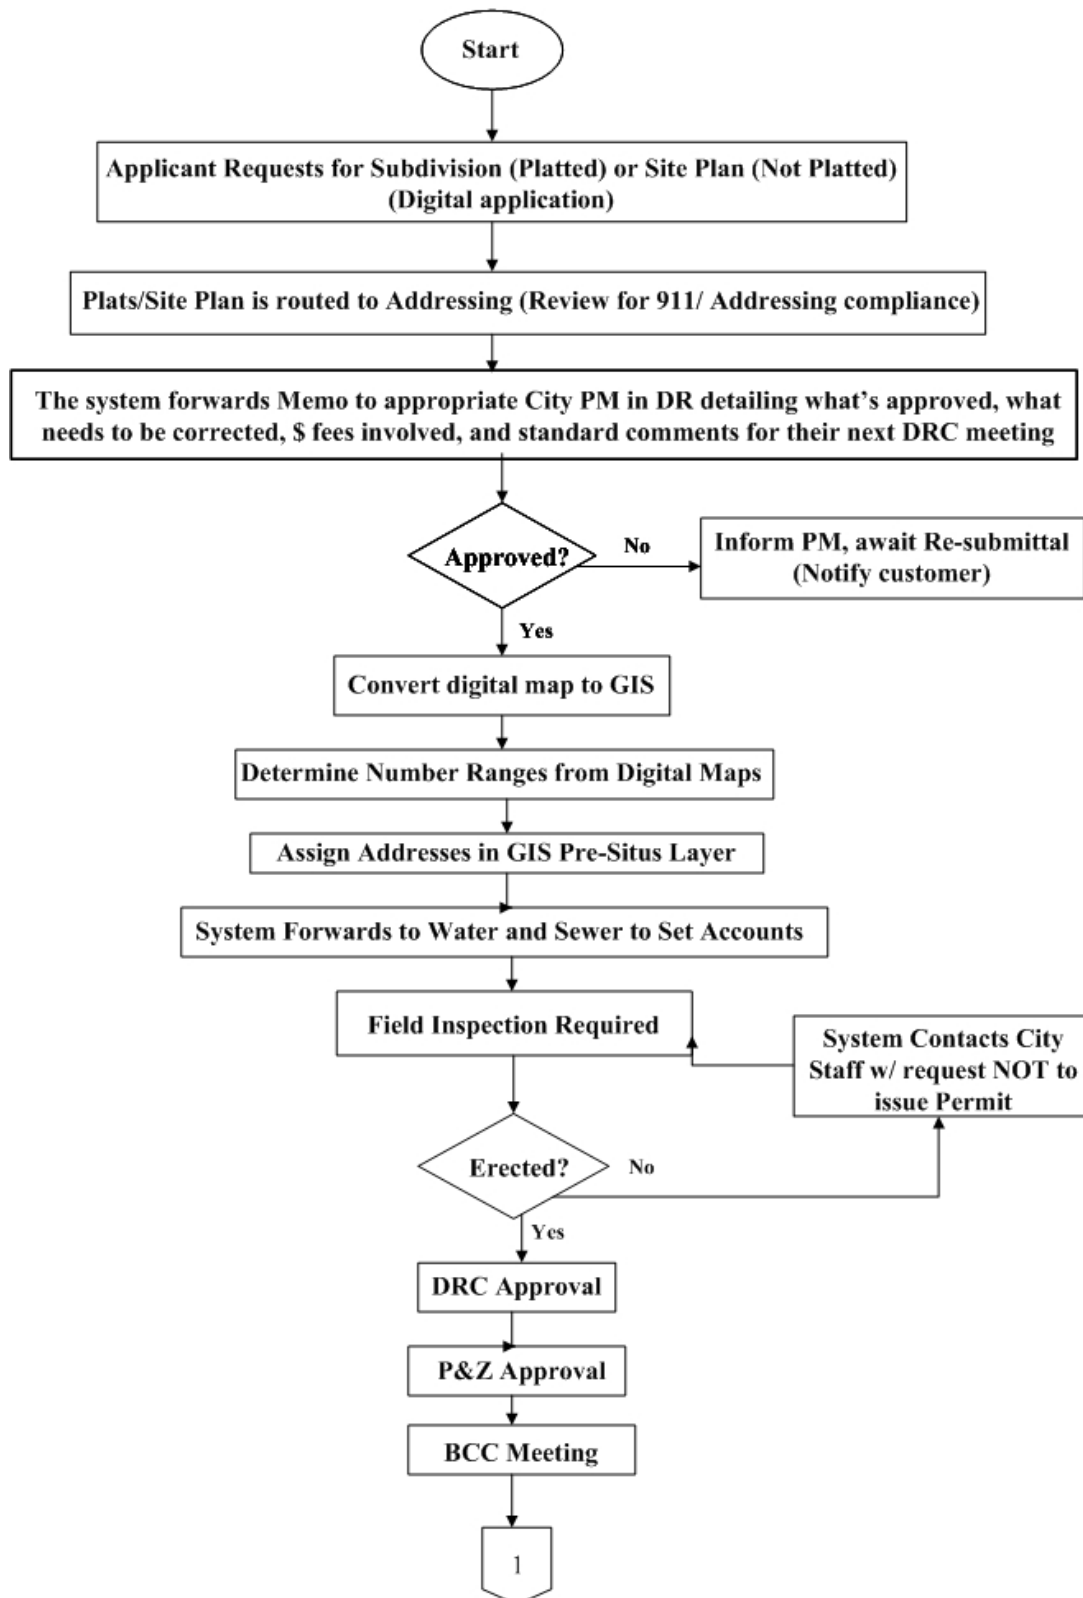 Start
Applicant Requests for Subdivision (Platted) or Site Plan (Not Platted)
(Digital application)
Plats/Site Plan is routed to Addressing (Review for 911/ Addressing compliance)
The system forwards Memo to appropriate City PM in DR detailing what's approved, what
needs to be corrected, $ fees involved, and standard comments for their next DRC meeting
Approved?
No
Inform PM, await Re-submittal
(Notify customer)
Yes
Convert digital map to GIS
Determine Number Ranges from Digital Maps
Assign Addresses in GIS Pre-Situs Layer
System Forwards to Water and Sewer to Set Accounts
Field Inspection Required
System Contacts City
Staff w/ request NOT to
issue Permit
Erected?
No
Yes
DRC Approval
P&Z Approval
BCC Meeting
1